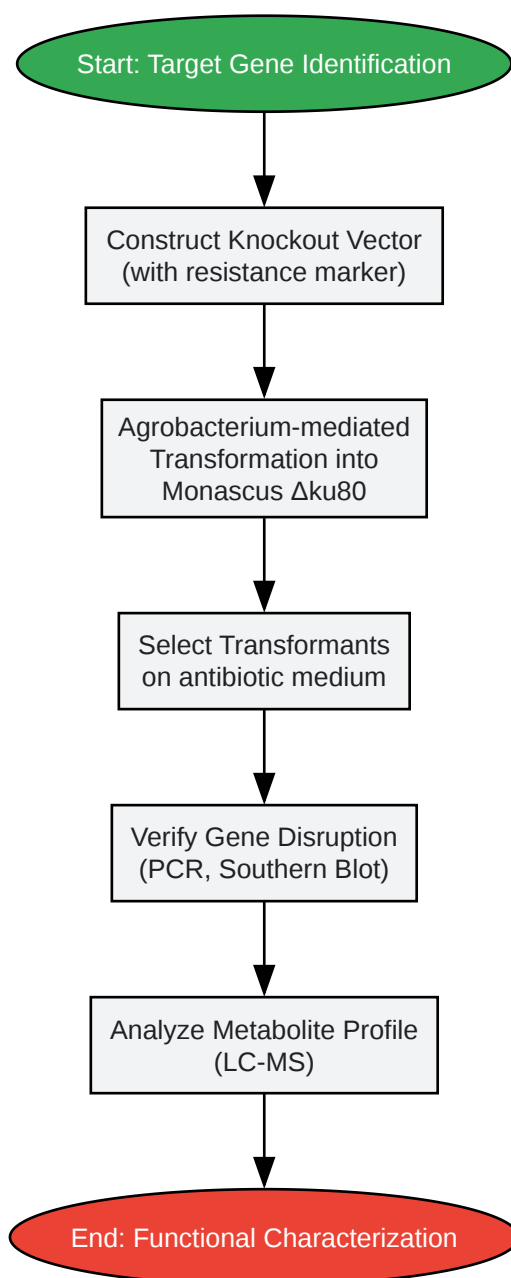 Start: Target Gene Identification
Construct Knockout Vector
(with resistance marker)
Agrobacterium-mediated
Transformation into
Monascus Δku80
Select Transformants
on antibiotic medium
Verify Gene Disruption
(PCR, Southern Blot)
Analyze Metabolite Profile
(LC-MS)
End: Functional Characterization